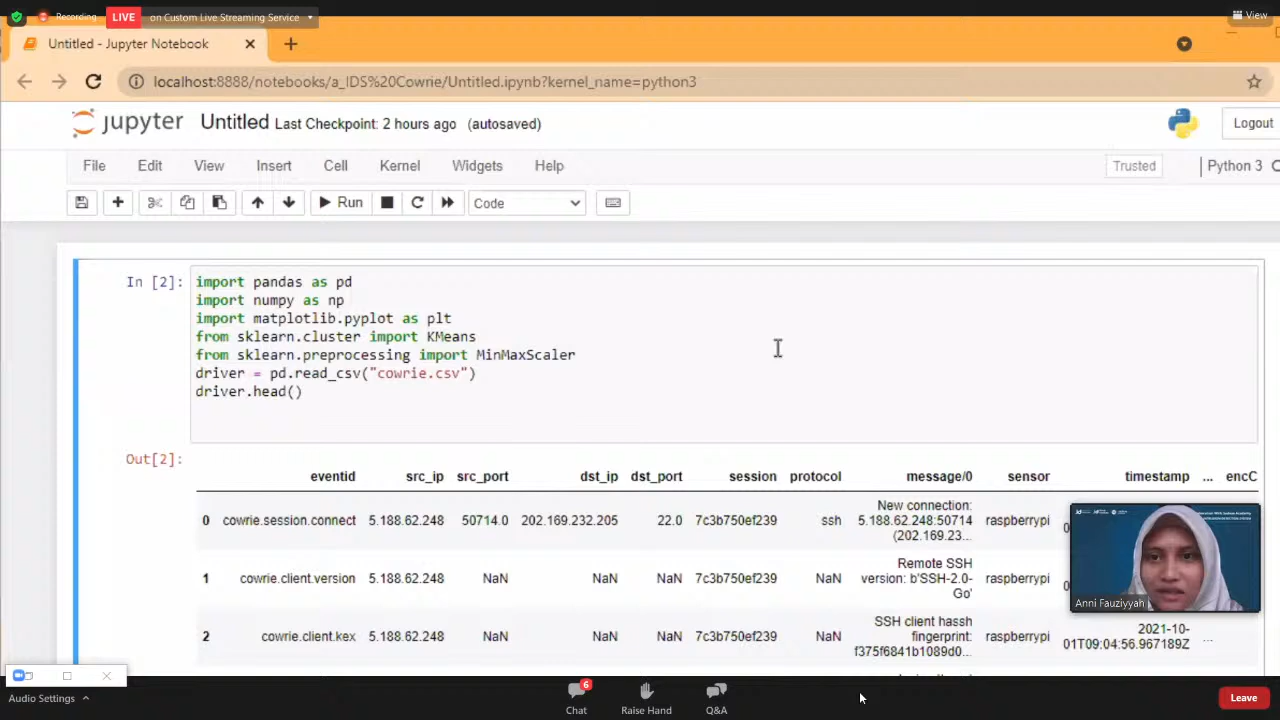 Recording LIVE on Custom Live Streaming Service View
Untitled - Jupyter Notebook
localhost:8888/notebooks/a_IDS%20Cowrie/Untitled.ipynb?kernel_name=python3
jupyter Untitled Last Checkpoint: 2 hours ago (autosaved) Logout
File Edit View Insert Cell Kernel Widgets Help Trusted Python 3
Run Code
In [2]: import pandas as pd
import numpy as np
import matplotlib.pyplot as plt
from sklearn.cluster import KMeans
from sklearn.preprocessing import MinMaxScaler
driver = pd.read_csv("cowrie.csv")
driver.head()
Out[2]:
eventid src_ip src_port dst_ip dst_port session protocol message/0 sensor timestamp ... encC
New connection:
0 cowrie.session.connect 5.188.62.248 50714.0 202.169.232.205 22.0 7c3b750ef239 ssh 5.188.62.248:50714 raspberrypi
(202.169.23...
Remote SSH
1 cowrie.client.version 5.188.62.248 NaN NaN NaN 7c3b750ef239 NaN version: b'SSH-2.0- raspberrypi
Go'
Anni Fauziyyah
SSH client hassh
2 cowrie.client.kex 5.188.62.248 NaN NaN NaN 7c3b750ef239 NaN fingerprint: raspberrypi 2021-10-
f375f6841b1089d0... 01T09:04:56.967189Z ...
Audio Settings Chat 6 Raise Hand Q&A Leave